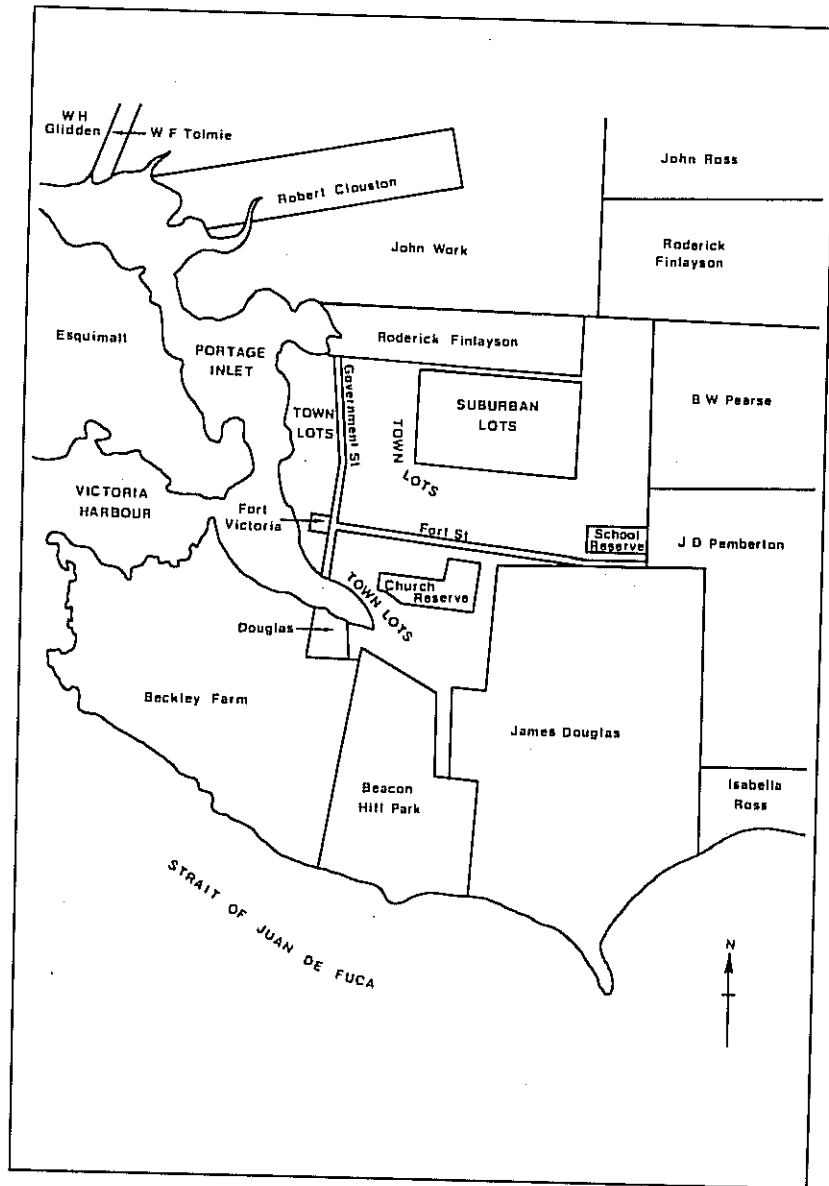 W H
Glidden
W F Tolmie
Robert Clouston
John Ross
John Work
Roderick
Finlayson
Esquimalt
PORTAGE
INLET
Roderick Finlayson
TOWN
LOTS
Government St
TOWN
LOTS
SUBURBAN
LOTS
B W Pearse
VICTORIA
HARBOUR
Fort
Victoria
Fort St
School
Reserve
J D Pemberton
Church
Reserve
TOWN LOTS
Douglas
Beckley Farm
James Douglas
Beacon
Hill Park
Isabella
Ross
STRAIT OF JUAN DE FUCA
N